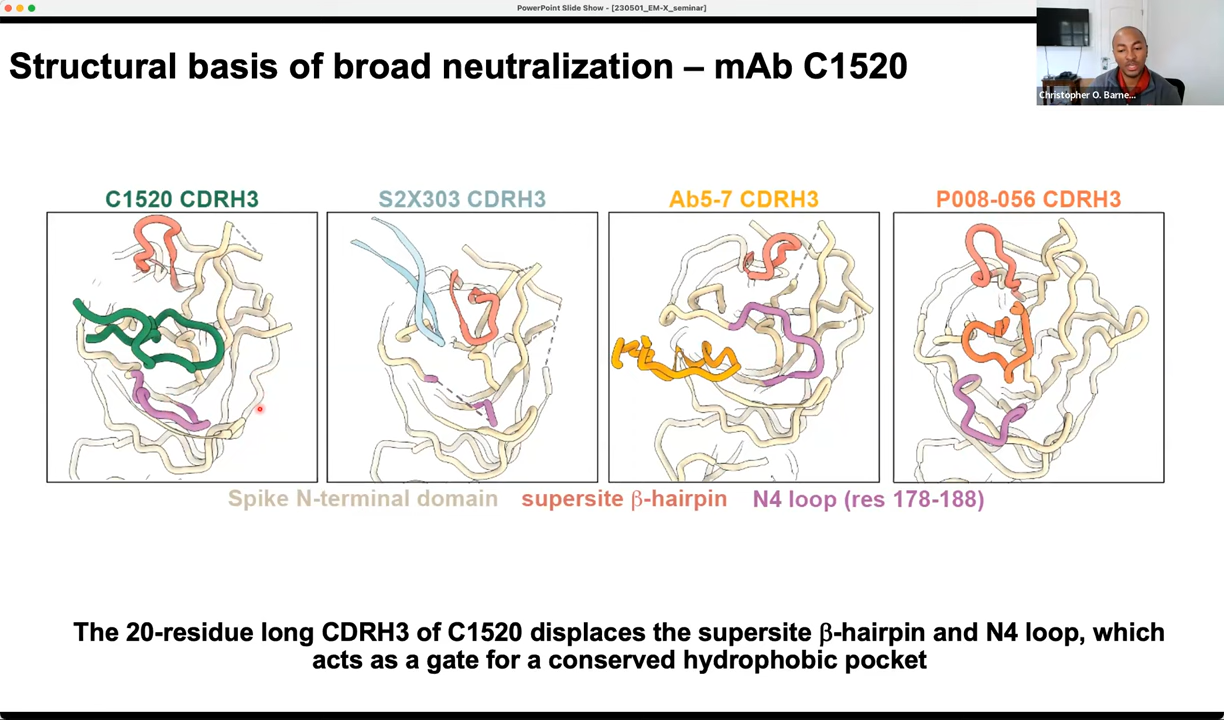 PowerPoint Slide Show - [230501_EM-X_seminar]
Structural basis of broad neutralization – mAb C1520
Christopher O. Barne...
C1520 CDRH3
S2X303 CDRH3
Ab5-7 CDRH3
P008-056 CDRH3
Spike N-terminal domain supersite β-hairpin N4 loop (res 178-188)
The 20-residue long CDRH3 of C1520 displaces the supersite β-hairpin and N4 loop, which
acts as a gate for a conserved hydrophobic pocket